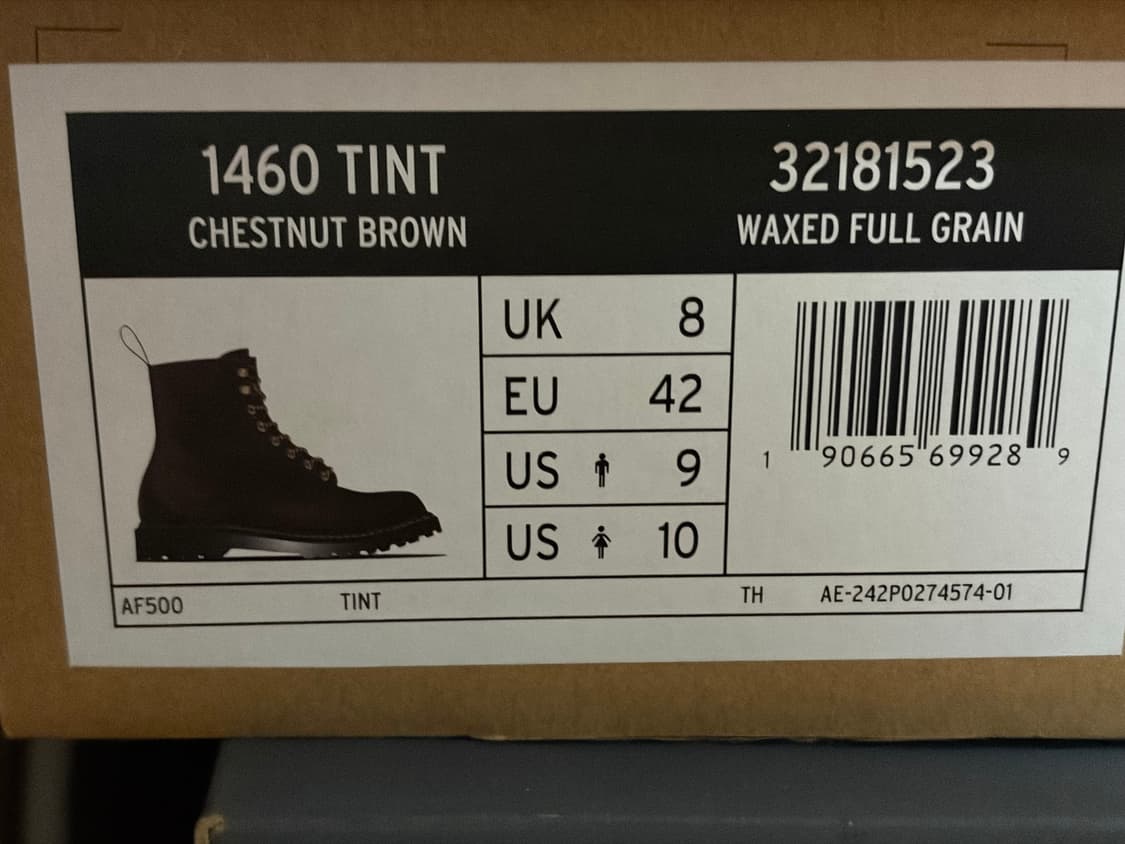 1460 TINT
CHESTNUT BROWN
32181523
WAXED FULL GRAIN
UK 8
EU 42
US 9
US 10
1 90665 69928 9
AF500 TINT TH AE-242P0274574-01